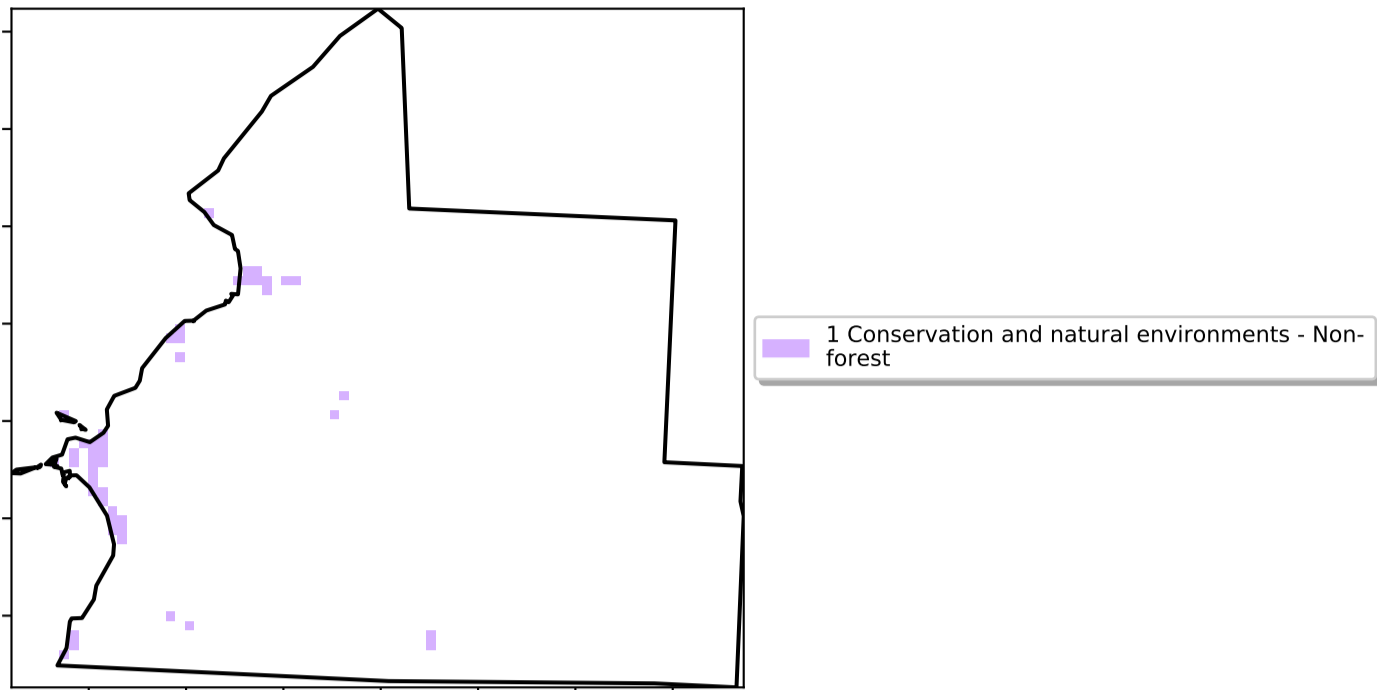 1 Conservation and natural environments - Non-
forest